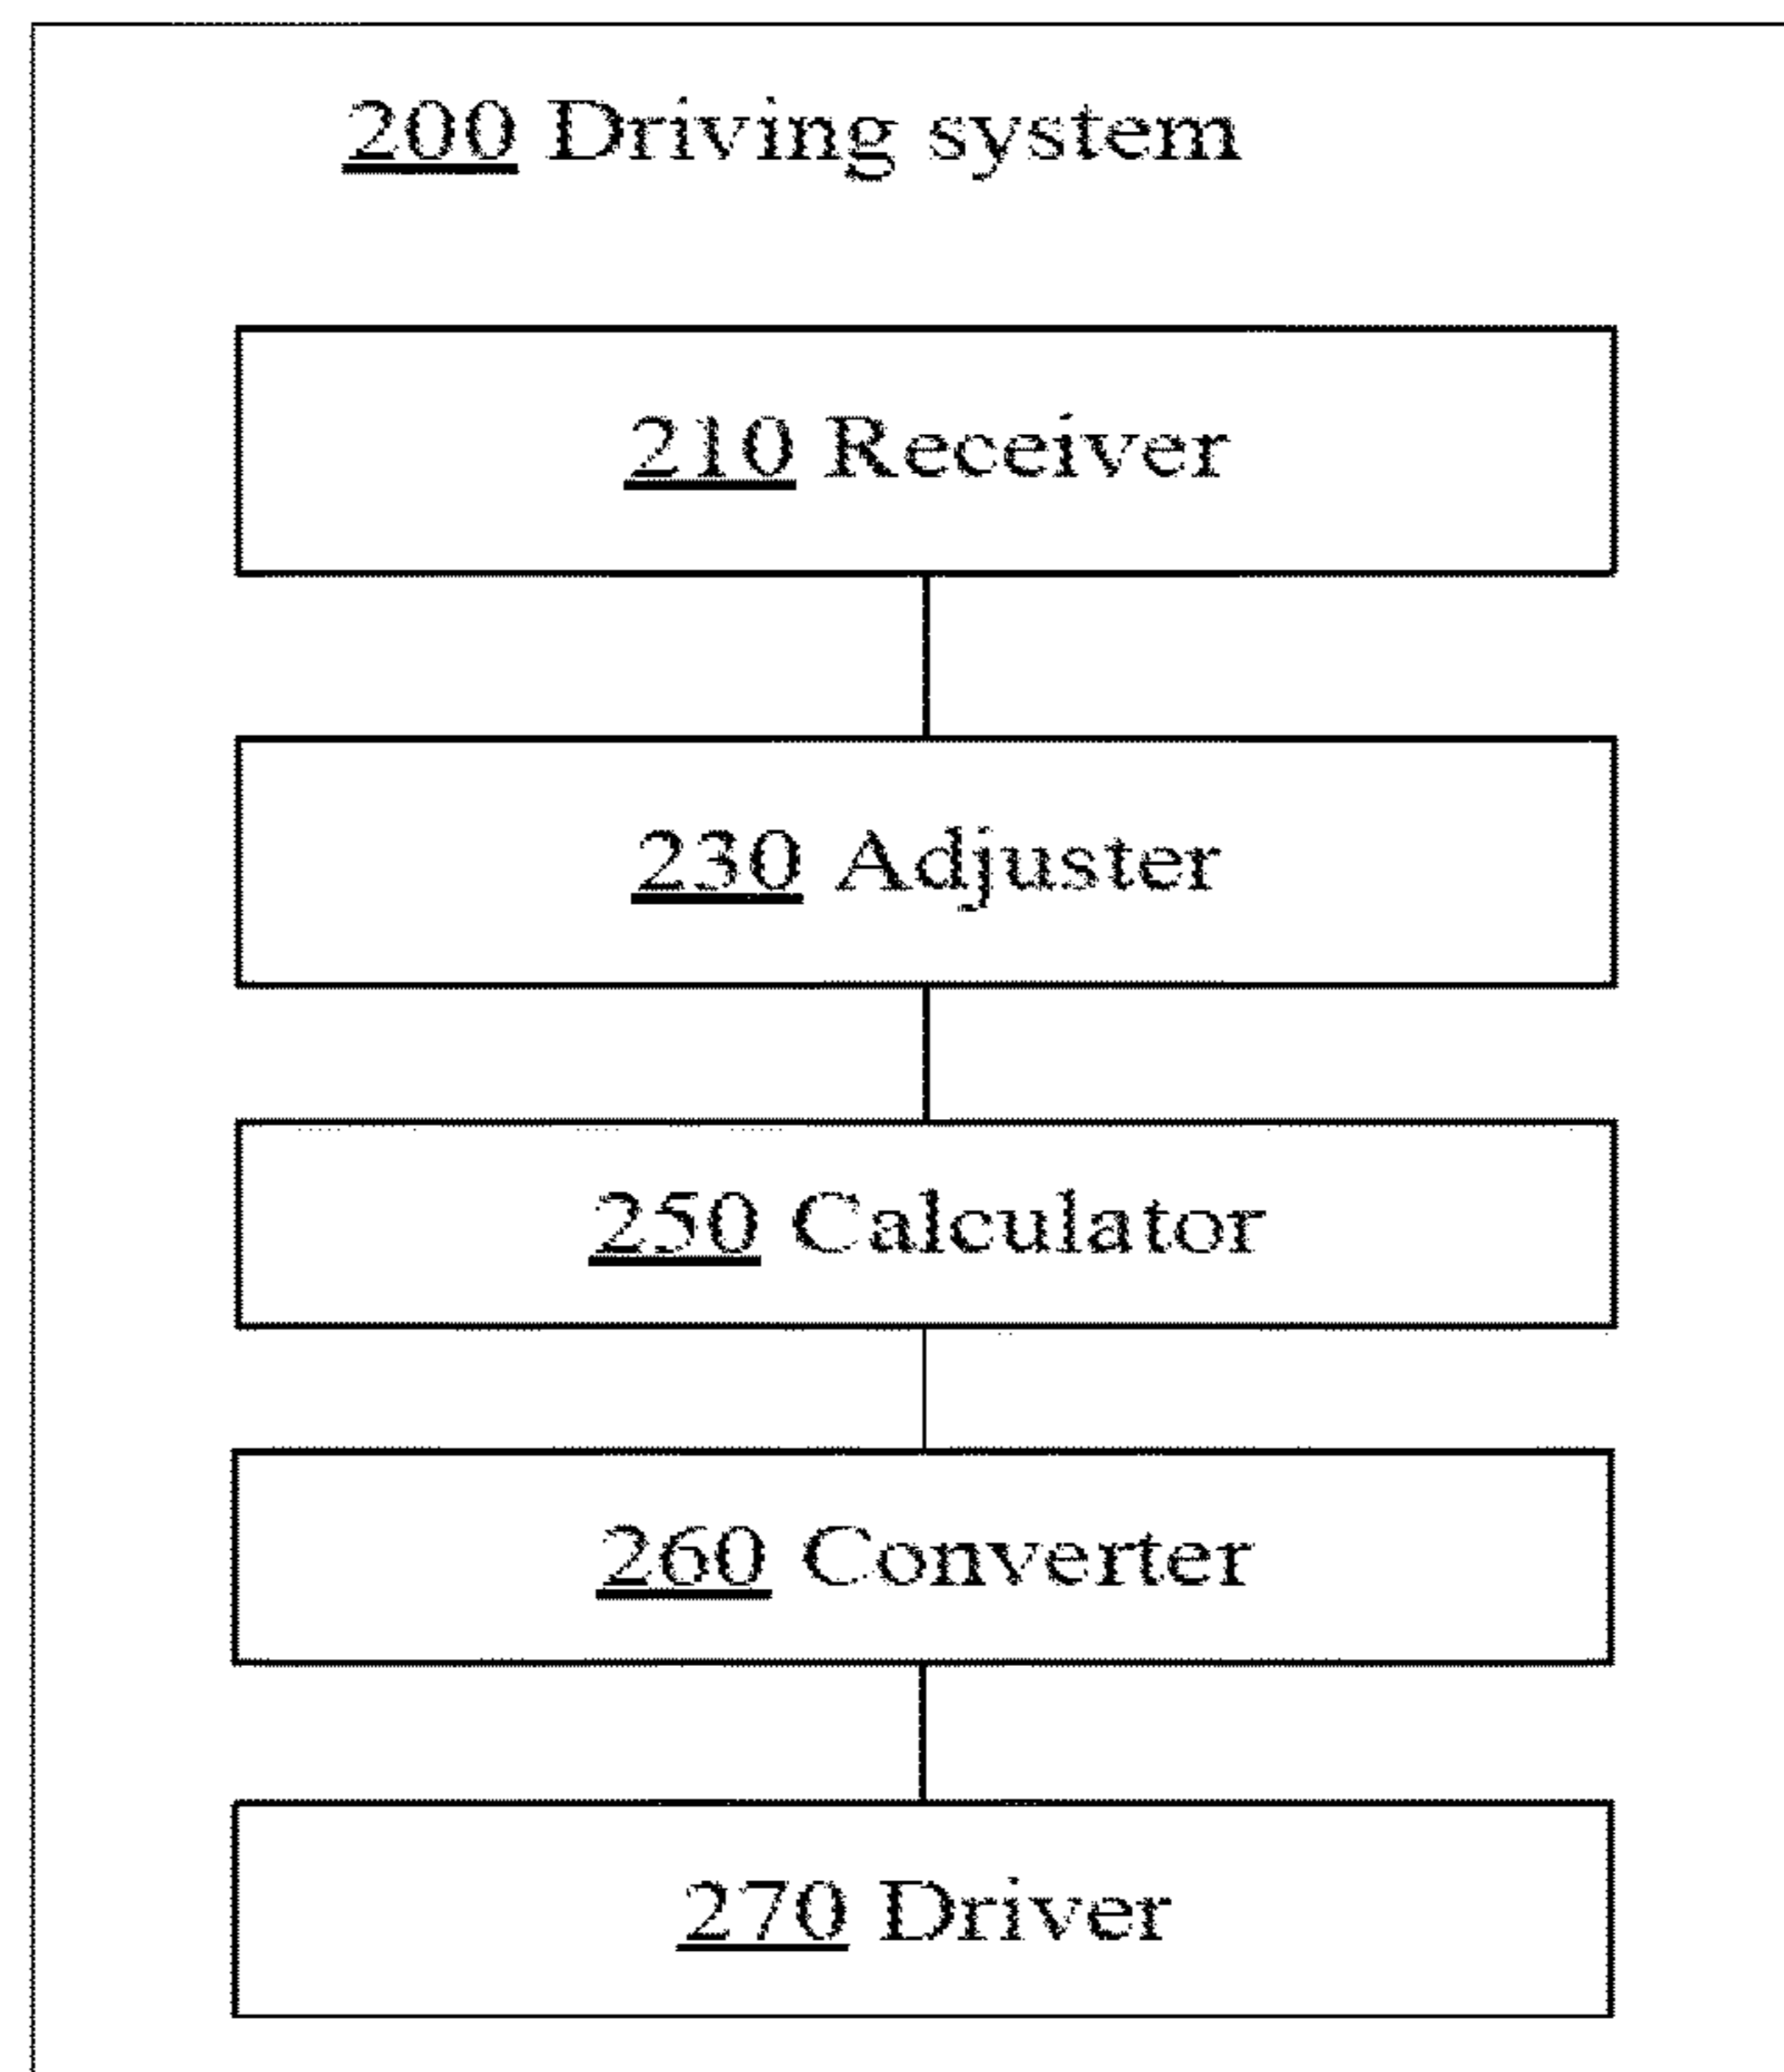 200 Driving system
210 Receiver
230 Adjuster
250 Calculator
260 Converter
270 Driver